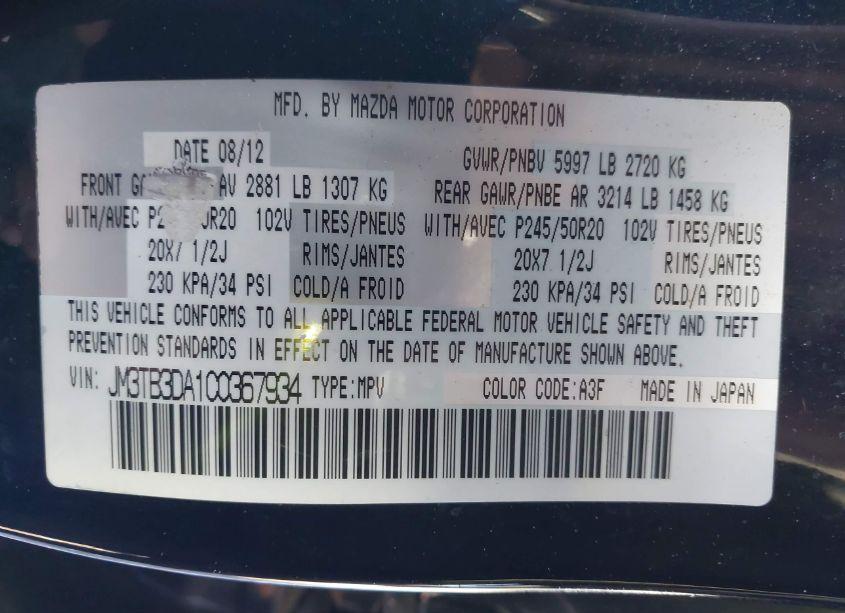 MFD. BY MAZDA MOTOR CORPORATION
DATE 08/12 GVWR/PNBV 5997 LB 2720 KG
FRONT AV 2881 LB 1307 KG REAR GAWR/PNBE AR 3214 LB 1458 KG
WITH/AVEC 102V TIRES/PNEUS WITH/AVEC P245/50R20 102V TIRES/PNEUS
20X7 1/2J RIMS/JANTES 20X7 1/2J RIMS/JANTES
230 KPA/34 PSI COLD/A FROID 230 KPA/34 PSI COLD/A FROID
THIS VEHICLE CONFORMS TO ALL APPLICABLE FEDERAL MOTOR VEHICLE SAFETY AND THEFT
PREVENTION STANDARDS IN EFFECT ON THE DATE OF MANUFACTURE SHOWN ABOVE.
VIN: JM3TB3DA1C0367934 TYPE:MPV COLOR CODE:A3F MADE IN JAPAN